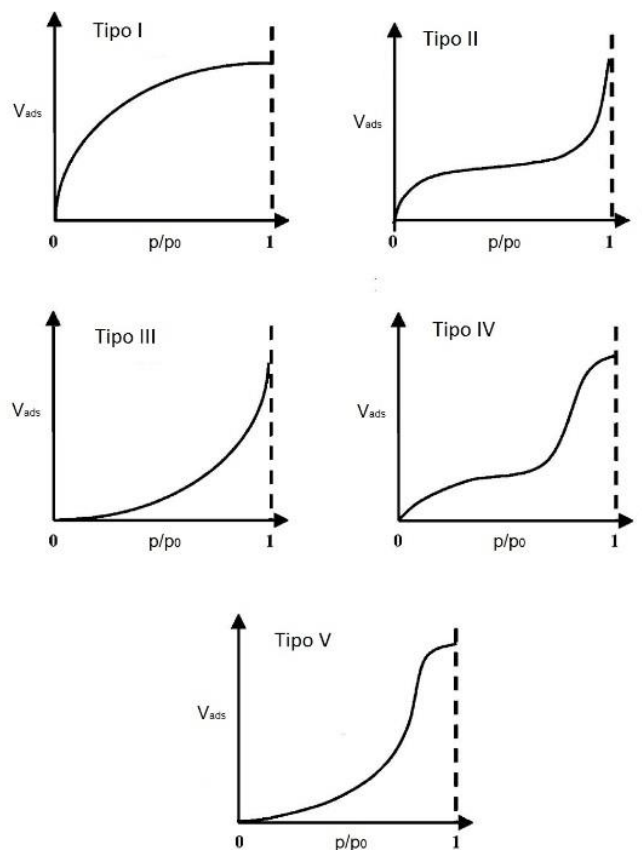 Tipo I
Vads
0 p/p0 1
Tipo II
Vads
0 p/p0 1
Tipo III
Vads
0 p/p0 1
Tipo IV
Vads
0 p/p0 1
Tipo V
Vads
0 p/p0 1